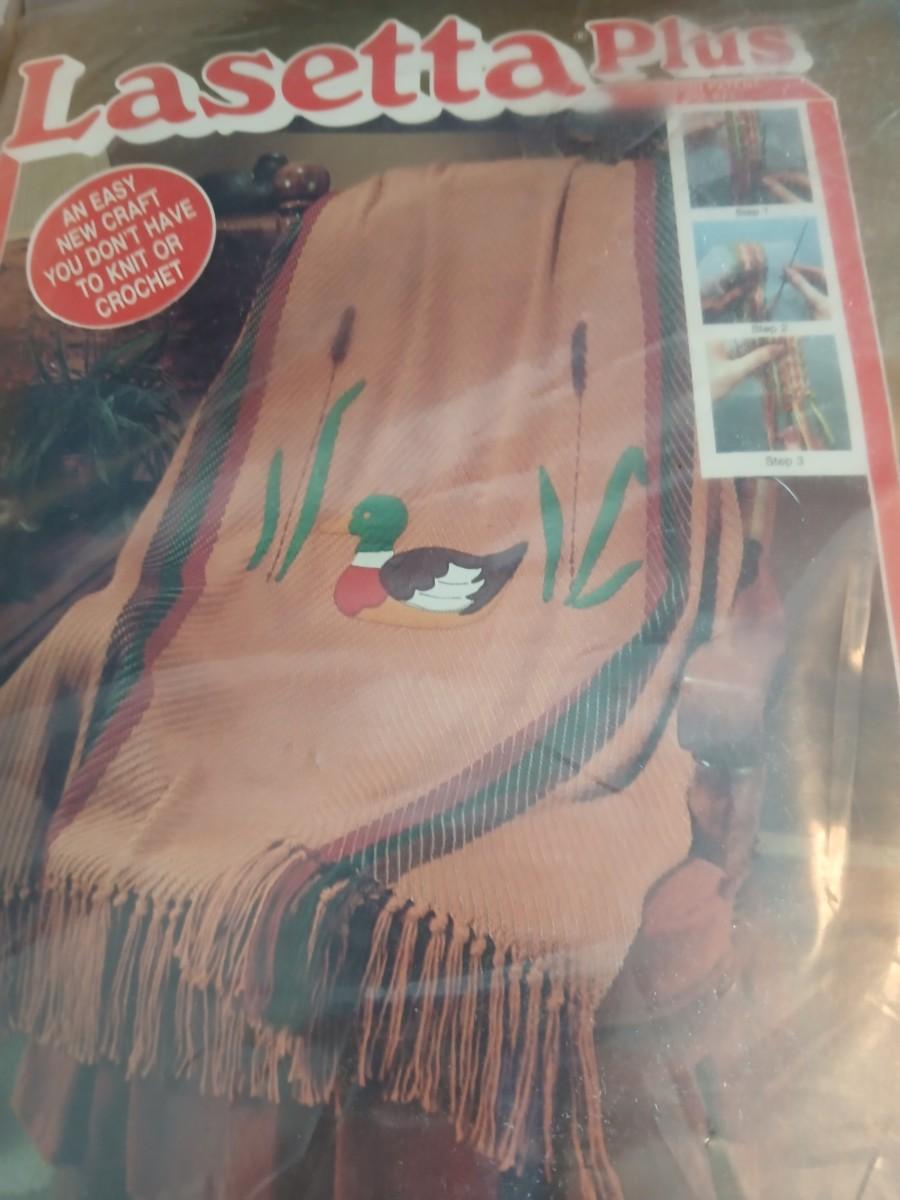 Lasetta Plus
AN EASY
NEW CRAFT
YOU DON'T HAVE
TO KNIT OR
CROCHET
Step 1
Step 2
Step 3